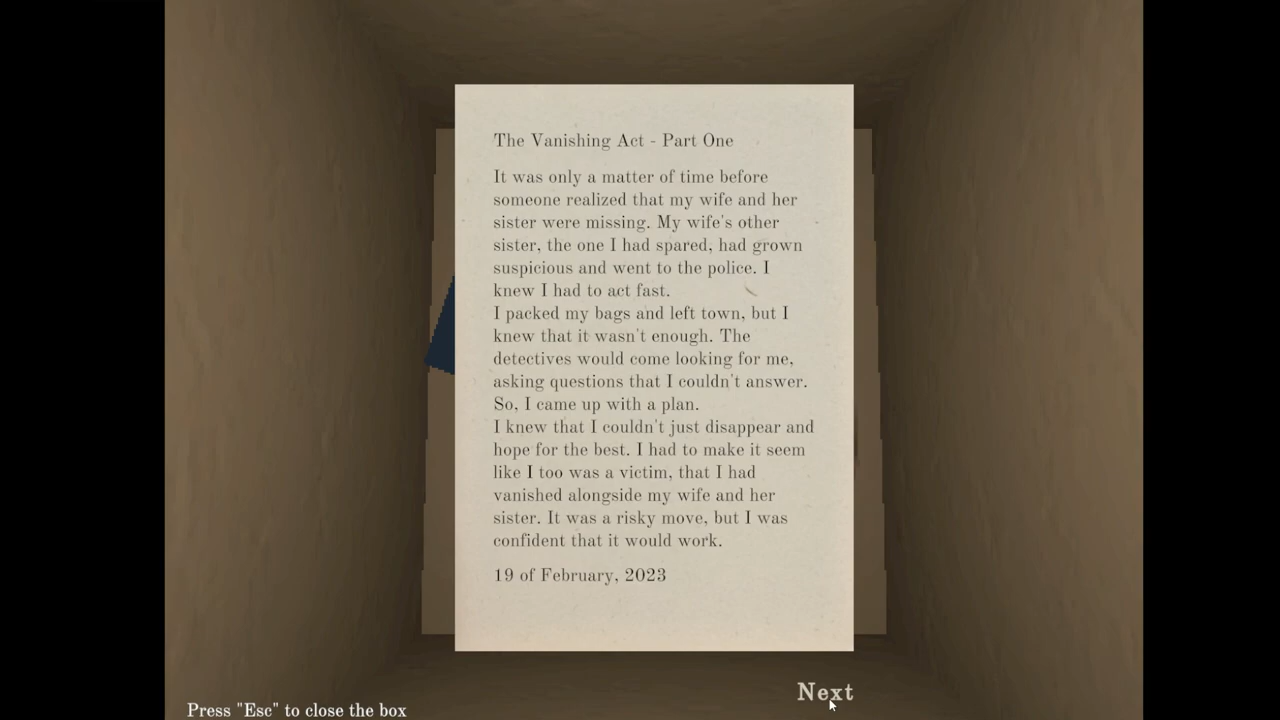 The Vanishing Act - Part One
It was only a matter of time before
someone realized that my wife and her
sister were missing. My wife's other
sister, the one I had spared, had grown
suspicious and went to the police. I
knew I had to act fast.
I packed my bags and left town, but I
knew that it wasn't enough. The
detectives would come looking for me,
asking questions that I couldn't answer.
So, I came up with a plan.
I knew that I couldn't just disappear and
hope for the best. I had to make it seem
like I too was a victim, that I had
vanished alongside my wife and her
sister. It was a risky move, but I was
confident that it would work.
19 of February, 2023
Next
Press "Esc" to close the box